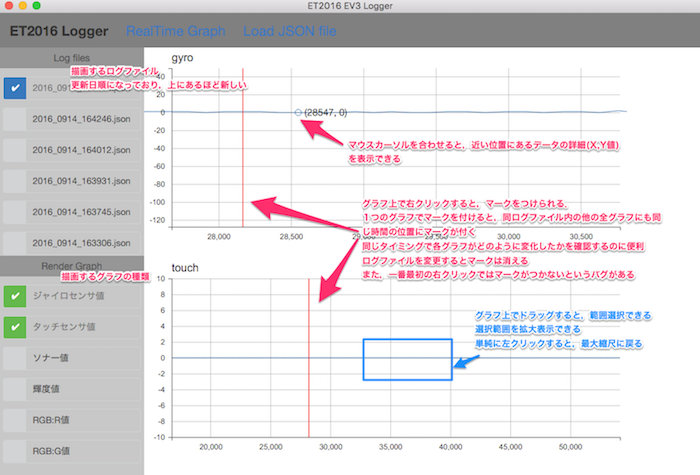 ET2016 EV3 Logger
ET2016 Logger RealTime Graph Load JSON file
Log files
描画するログファイル
更新日順になっており，上にあるほど新しい
2016_0914_164246.json
2016_0914_164012.json
2016_0914_163931.json
2016_0914_163745.json
2016_0914_163306.json
Render Graph
描画するグラフの種類
ジャイロセンサ値
タッチセンサ値
ソナー値
輝度値
RGB:R値
RGB:G値
gyro
40
20
0
-20
-40
-60
-80
-100
-120
(28547, 0)
マウスカーソルを合わせると，近い位置にあるデータの詳細(X,Y値)
を表示できる
グラフ上で右クリックすると，マークをつけられる
１つのグラフでマークを付けると，同ログファイル内の他の全グラフにも同
じ時間の位置にマークが付く
同じタイミングで各グラフがどのように変化したかを確認するのに便利
ログファイルを変更するとマークは消える
また，一番最初の右クリックではマークがつかないというバグがある
28,000 28,500 30,000 30,500
touch
10
8
6
4
2
0
-2
-4
-6
-8
-10
グラフ上でドラッグすると，範囲選択できる
選択範囲を拡大表示できる
単純に左クリックすると，最大縮尺に戻る
20,000 25,000 30,000 35,000 40,000 45,000 50,000